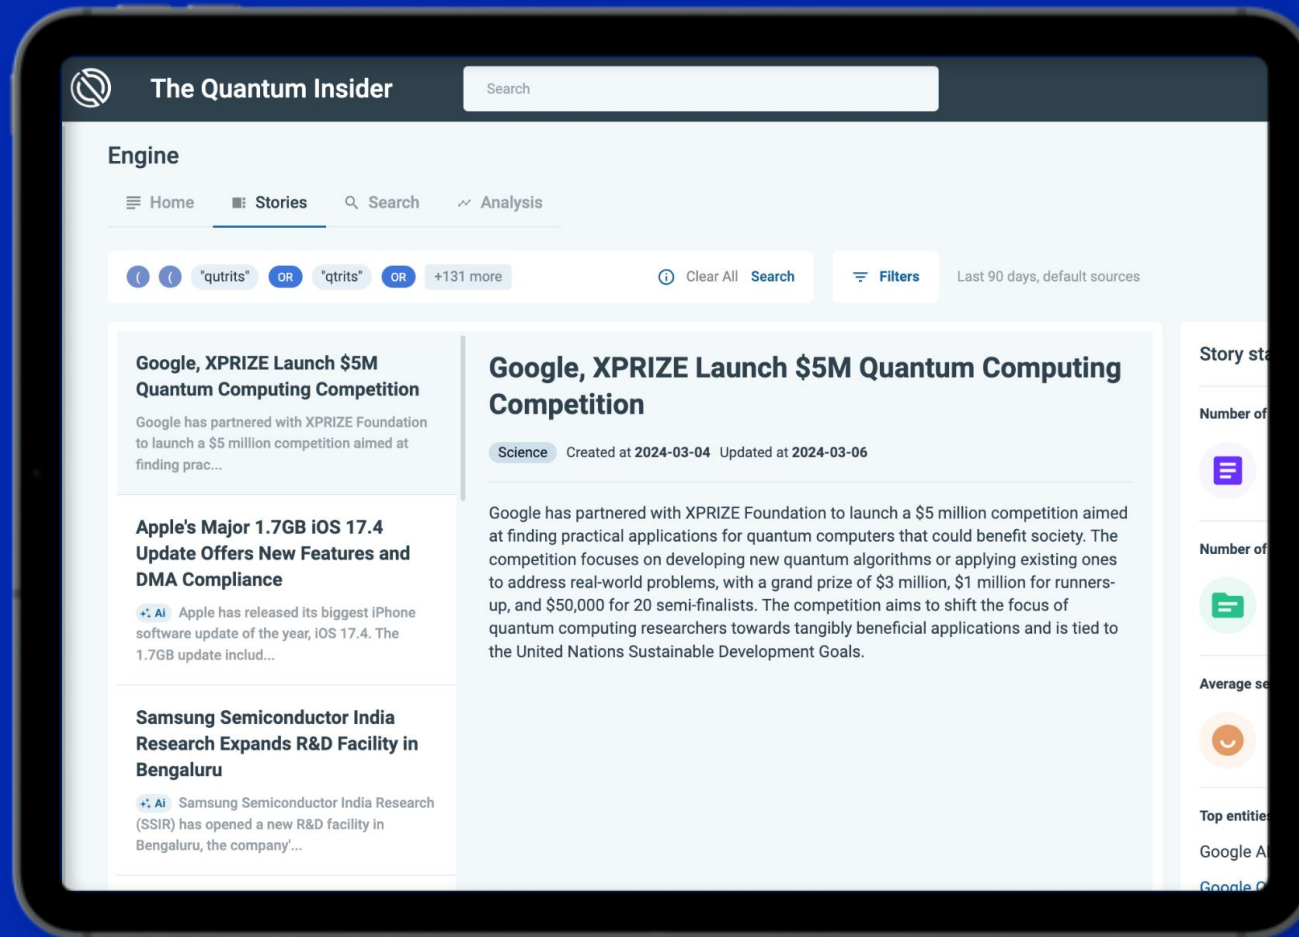 The Quantum Insider
Search
Engine
Home
Stories
Search
Analysis
( ( "qutrits" OR "qtrits" OR +131 more
Clear All Search
Filters
Last 90 days, default sources
Google, XPRIZE Launch $5M
Quantum Computing Competition
Google has partnered with XPRIZE Foundation
to launch a $5 million competition aimed at
finding prac...
Apple's Major 1.7GB iOS 17.4
Update Offers New Features and
DMA Compliance
Ai Apple has released its biggest iPhone
software update of the year, iOS 17.4. The
1.7GB update includ...
Samsung Semiconductor India
Research Expands R&D Facility in
Bengaluru
Ai Samsung Semiconductor India Research
(SSIR) has opened a new R&D facility in
Bengaluru, the company'...
Google, XPRIZE Launch $5M Quantum Computing
Competition
Science Created at 2024-03-04 Updated at 2024-03-06
Google has partnered with XPRIZE Foundation to launch a $5 million competition aimed
at finding practical applications for quantum computers that could benefit society. The
competition focuses on developing new quantum algorithms or applying existing ones
to address real-world problems, with a grand prize of $3 million, $1 million for runners-
up, and $50,000 for 20 semi-finalists. The competition aims to shift the focus of
quantum computing researchers towards tangibly beneficial applications and is tied to
the United Nations Sustainable Development Goals.
Story
Number of
Number of
Average
Top
Google
Google